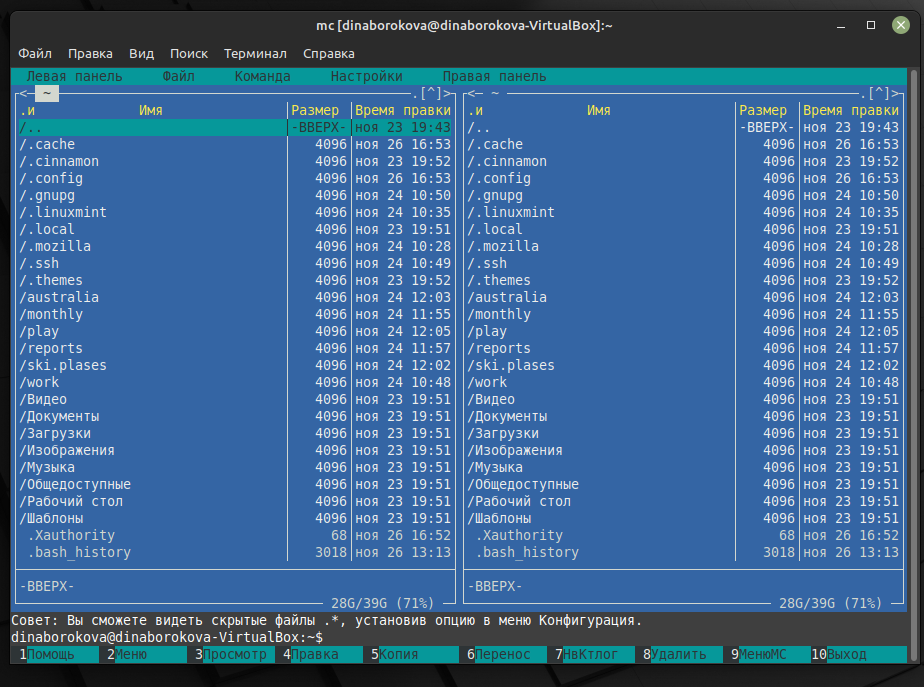 mc [dinaborokova@dinaborokova-VirtualBox]:~
Файл Правка Вид Поиск Терминал Справка
Левая панель Файл Команда Настройки Правая панель
<- ~ .[^]> <- ~ .[^]>
.и Имя Размер Время правки .и Имя Размер Время правки
/.. -ВВЕРХ- ноя 23 19:43 /.. -ВВЕРХ- ноя 23 19:43
/.cache 4096 ноя 26 16:53 /.cache 4096 ноя 26 16:53
/.cinnamon 4096 ноя 23 19:52 /.cinnamon 4096 ноя 23 19:52
/.config 4096 ноя 26 16:53 /.config 4096 ноя 26 16:53
/.gnupg 4096 ноя 24 10:50 /.gnupg 4096 ноя 24 10:50
/.linuxmint 4096 ноя 24 10:35 /.linuxmint 4096 ноя 24 10:35
/.local 4096 ноя 23 19:51 /.local 4096 ноя 23 19:51
/.mozilla 4096 ноя 24 10:28 /.mozilla 4096 ноя 24 10:28
/.ssh 4096 ноя 24 10:49 /.ssh 4096 ноя 24 10:49
/.themes 4096 ноя 23 19:52 /.themes 4096 ноя 23 19:52
/australia 4096 ноя 24 12:03 /australia 4096 ноя 24 12:03
/monthly 4096 ноя 24 11:55 /monthly 4096 ноя 24 11:55
/play 4096 ноя 24 12:05 /play 4096 ноя 24 12:05
/reports 4096 ноя 24 11:57 /reports 4096 ноя 24 11:57
/ski.plases 4096 ноя 24 12:02 /ski.plases 4096 ноя 24 12:02
/work 4096 ноя 24 10:48 /work 4096 ноя 24 10:48
/Видео 4096 ноя 23 19:51 /Видео 4096 ноя 23 19:51
/Документы 4096 ноя 23 19:51 /Документы 4096 ноя 23 19:51
/Загрузки 4096 ноя 23 19:51 /Загрузки 4096 ноя 23 19:51
/Изображения 4096 ноя 23 19:51 /Изображения 4096 ноя 23 19:51
/Музыка 4096 ноя 23 19:51 /Музыка 4096 ноя 23 19:51
/Общедоступные 4096 ноя 23 19:51 /Общедоступные 4096 ноя 23 19:51
/Рабочий стол 4096 ноя 23 19:51 /Рабочий стол 4096 ноя 23 19:51
/Шаблоны 4096 ноя 23 19:51 /Шаблоны 4096 ноя 23 19:51
.Xauthority 68 ноя 26 16:52 .Xauthority 68 ноя 26 16:52
.bash_history 3018 ноя 26 13:13 .bash_history 3018 ноя 26 13:13
-ВВЕРХ- -ВВЕРХ-
28G/39G (71%) 28G/39G (71%)
Совет: Вы сможете видеть скрытые файлы .*, установив опцию в меню Конфигурация.
dinaborokova@dinaborokova-VirtualBox:~$
1Помощь 2Меню 3Просмотр 4Правка 5Копия 6Перенос 7НвКтлог 8Удалить 9МенюMC 10Выход